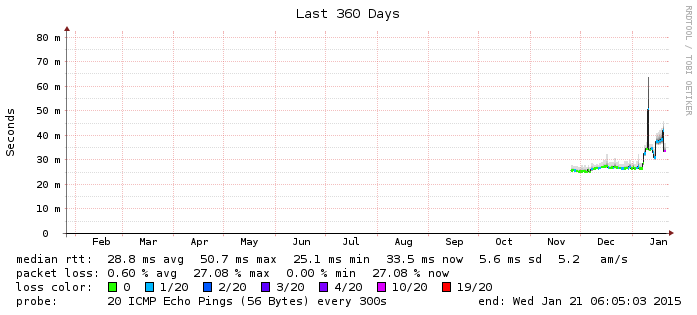 Last 360 Days
RRDTOOL / TOBI OETIKER
Seconds
80 m
70 m
60 m
50 m
40 m
30 m
20 m
10 m
0
Feb Mar Apr May Jun Jul Aug Sep Oct Nov Dec Jan
median rtt: 28.8 ms avg 50.7 ms max 25.1 ms min 33.5 ms now 5.6 ms sd 5.2 am/s
packet loss: 0.60 % avg 27.08 % max 0.00 % min 27.08 % now
loss color: 0 1/20 2/20 3/20 4/20 10/20 19/20
probe: 20 ICMP Echo Pings (56 Bytes) every 300s end: Wed Jan 21 06:05:03 2015